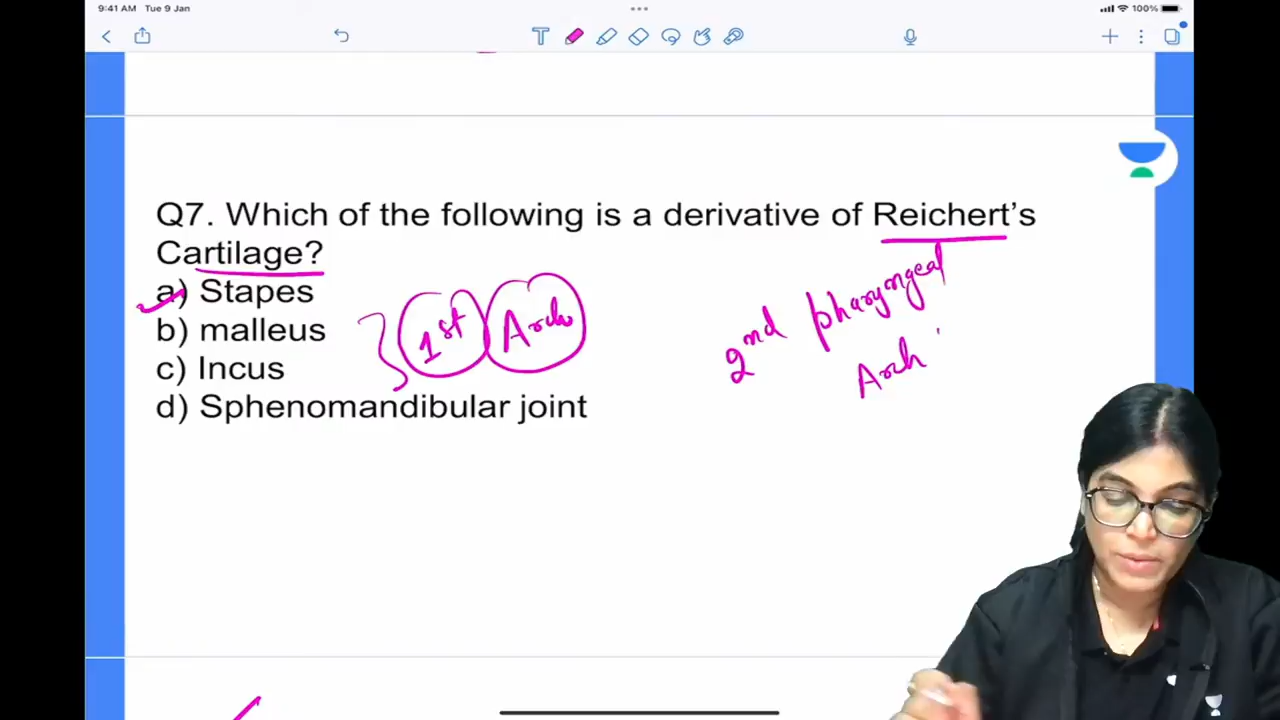 9:41 AM Tue 9 Jan
100%
T
Q7. Which of the following is a derivative of Reichert's
Cartilage?
a) Stapes
b) malleus
c) Incus
d) Sphenomandibular joint
1st Arch
2nd pharyngeal
Arch